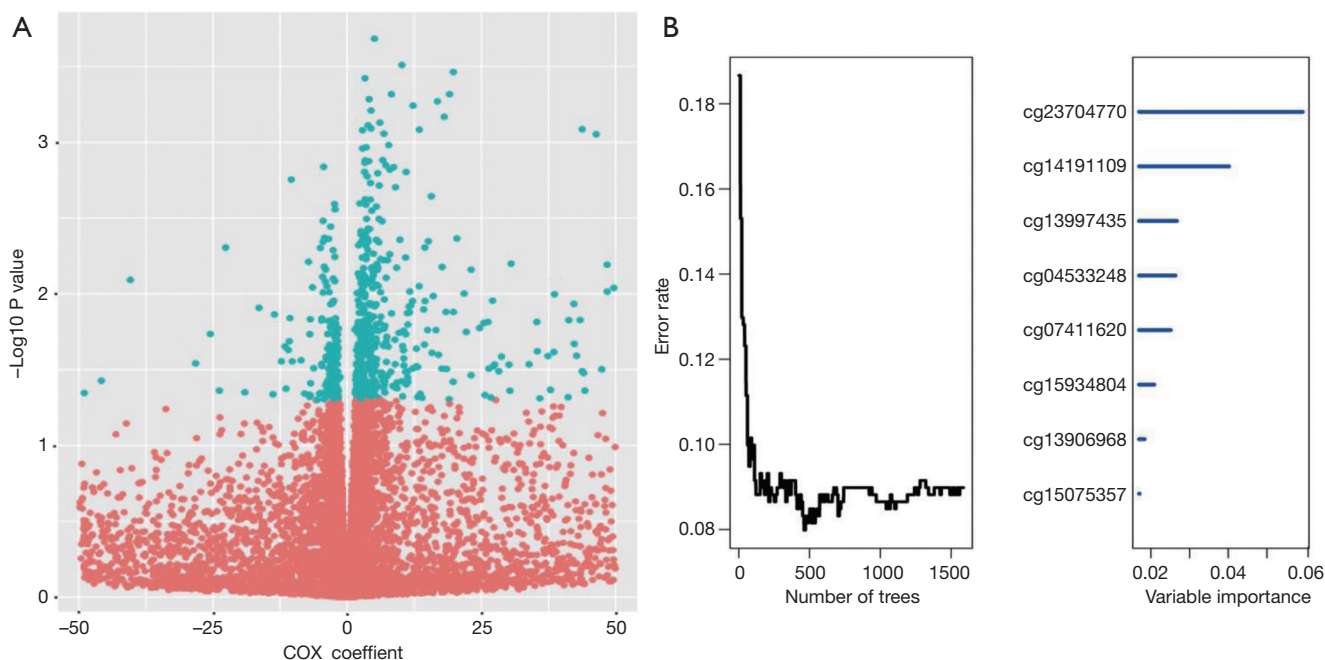 A
3
2
1
0
−Log10 P value
−50
−25
0
25
50
COX coeffient
B
0.18
0.16
0.14
0.12
0.10
0.08
Error rate
0
500
1000
1500
Number of trees
cg23704770
cg14191109
cg13997435
cg04533248
cg07411620
cg15934804
cg13906968
cg15075357
0.02
0.04
0.06
Variable importance